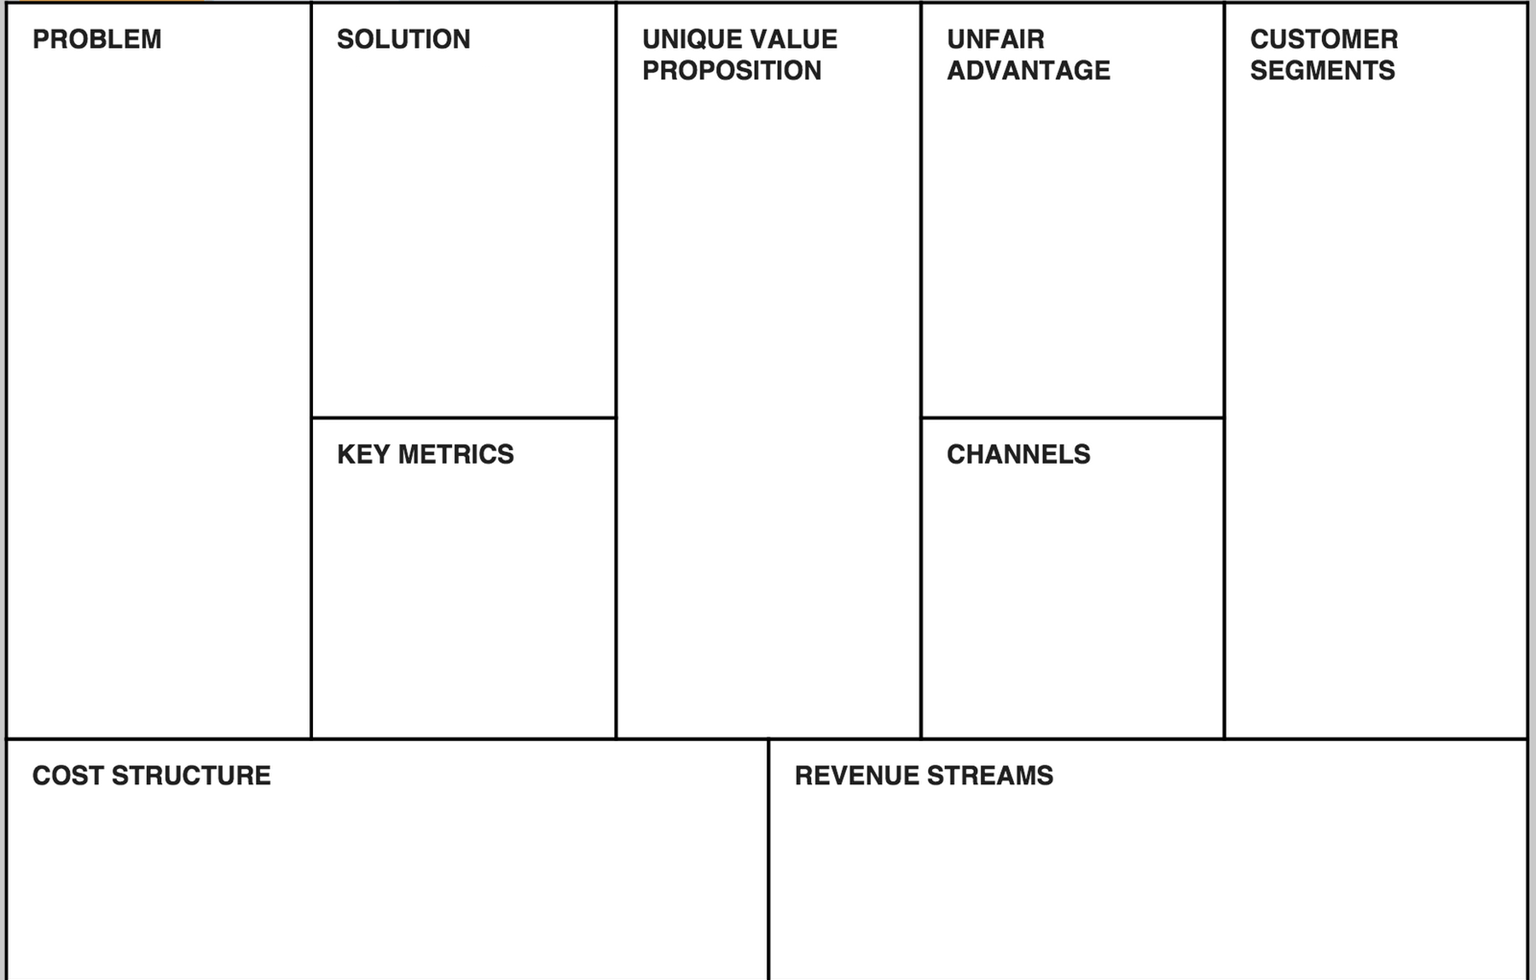 PROBLEM
SOLUTION
UNIQUE VALUE
PROPOSITION
UNFAIR
ADVANTAGE
CUSTOMER
SEGMENTS
KEY METRICS
CHANNELS
COST STRUCTURE
REVENUE STREAMS